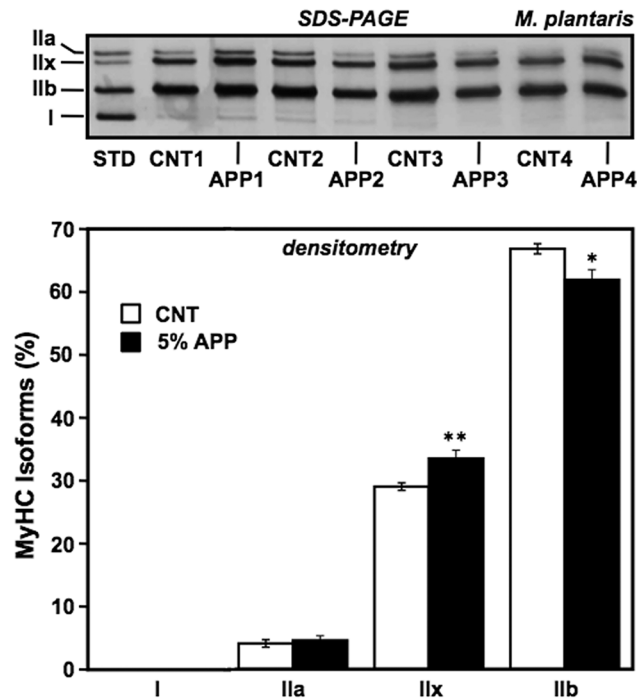 SDS-PAGE M. plantaris
IIa
IIx
IIb
I
STD CNT1 CNT2 CNT3 CNT4
APP1 APP2 APP3 APP4
70
densitometry
60
*
CNT
5% APP
50
MyHC Isoforms (%)
40
**
30
20
10
0
I IIa IIx IIb